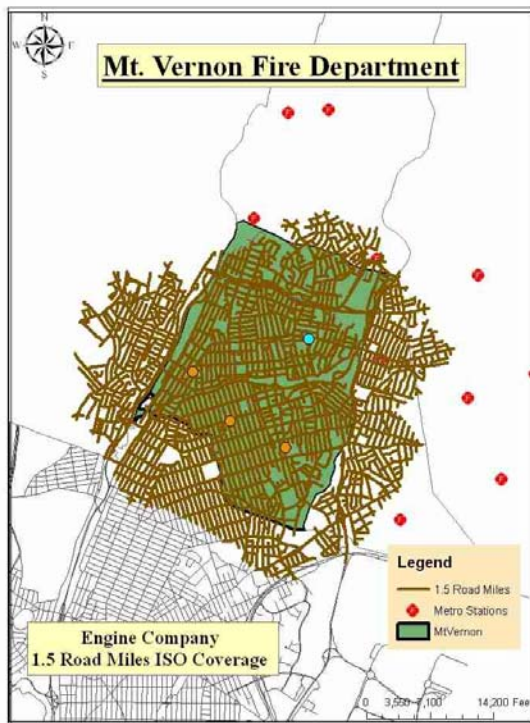 N
W E
S
Mt. Vernon Fire Department
Legend
1.5 Road Miles
Metro Stations
MtVernon
Engine Company
1.5 Road Miles ISO Coverage
0 3,550 7,100 14,200 Feet